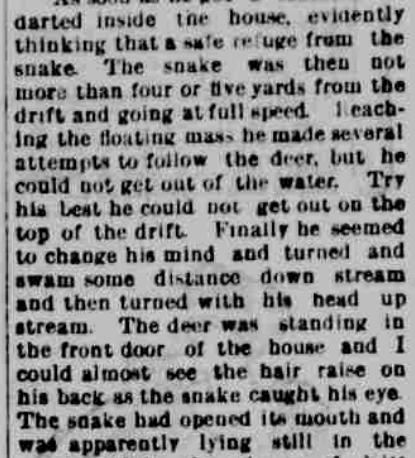 darted inside the house, evidently
thinking that a safe refuge from the
snake. The snake was then not
more than four or five yards from the
drift and going at full speed. Reach-
ing the floating mass he made several
attempts to follow the deer, but he
could not get out of the water. Try
his best he could not get out on the
top of the drift. Finally he seemed
to change his mind and turned and
swam some distance down stream
and then turned with his head up
stream. The deer was standing in
the front door of the house and I
could almost see the hair raise on
his back as the snake caught his eye.
The snake had opened its mouth and
was apparently lying still in the